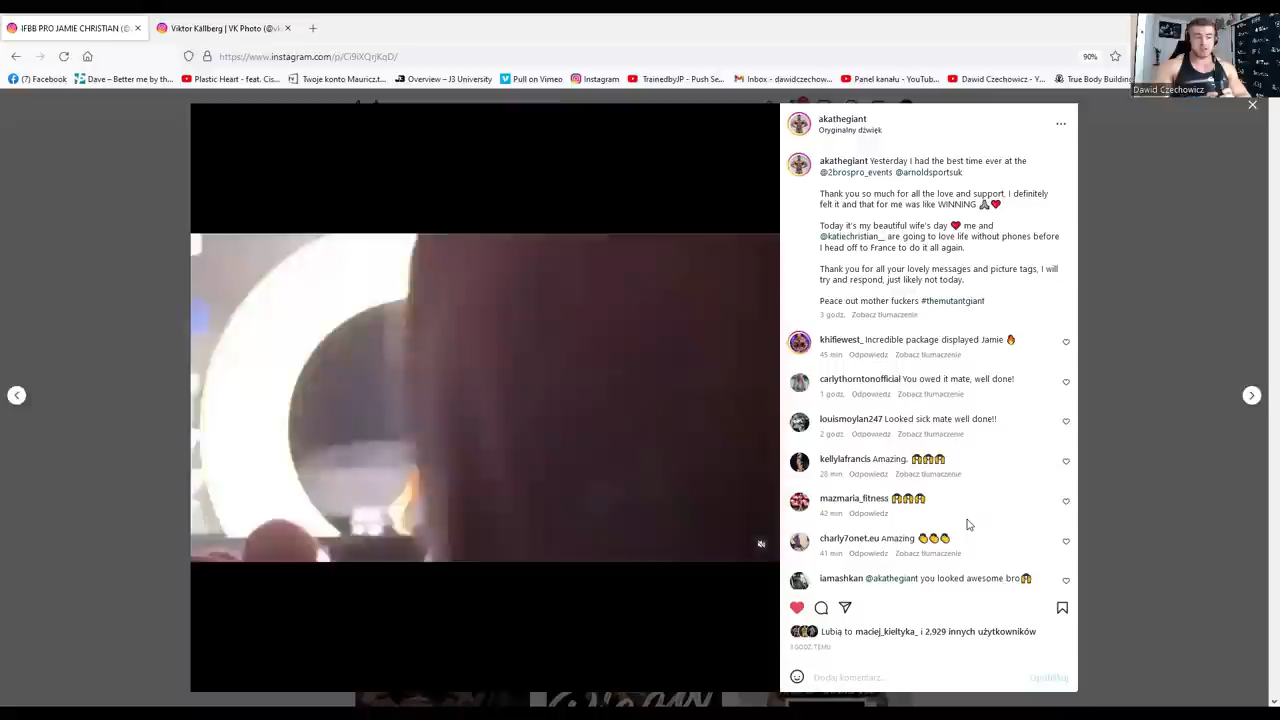 IFBB PRO JAMIE CHRISTIAN (@
Viktor Källberg | VK Photo (@v
https://www.instagram.com/p/Ci9iXQrjKqD/
90%
(7) Facebook
Dave – Better me by th...
Plastic Heart - feat. Cis...
Twoje konto Mauricz.t...
Overview – J3 University
Pull on Vimeo
Instagram
TrainedbyJP - Push Se...
Inbox - dawidczechow...
Panel kanału - YouTub...
Dawid Czechowicz - Y...
True Body Building
Dawid Czechowicz
akathegiant
Oryginalny dźwięk
akathegiant Yesterday I had the best time ever at the
@2brospro_events @arnoldsportsuk
Thank you so much for all the love and support, I definitely
felt it and that for me was like WINNING 🙏❤️
Today it's my beautiful wife's day ❤️ me and
@katiechristian__ are going to love life without phones before
I head off to France to do it all again.
Thank you for all your lovely messages and picture tags, I will
try and respond, just likely not today.
Peace out mother fuckers #themutantgiant
3 godz. Zobacz tłumaczenie
khifiewest_ Incredible package displayed Jamie 🔥
45 min Odpowiedz Zobacz tłumaczenie
carlythorntonofficial You owed it mate, well done!
1 godz. Odpowiedz Zobacz tłumaczenie
louismoylan247 Looked sick mate well done!!
2 godz. Odpowiedz Zobacz tłumaczenie
kellylafrancis Amazing. 🙌🙌🙌
28 min Odpowiedz Zobacz tłumaczenie
mazmaria_fitness 🙌🙌🙌
42 min Odpowiedz
charly7onet.eu Amazing 👏👏👏
41 min Odpowiedz Zobacz tłumaczenie
iamashkan @akathegiant you looked awesome bro🙌
Lubią to maciej_kieltyka_ i 2,929 innych użytkowników
3 GODZ. TEMU
Dodaj komentarz...
Opublikuj